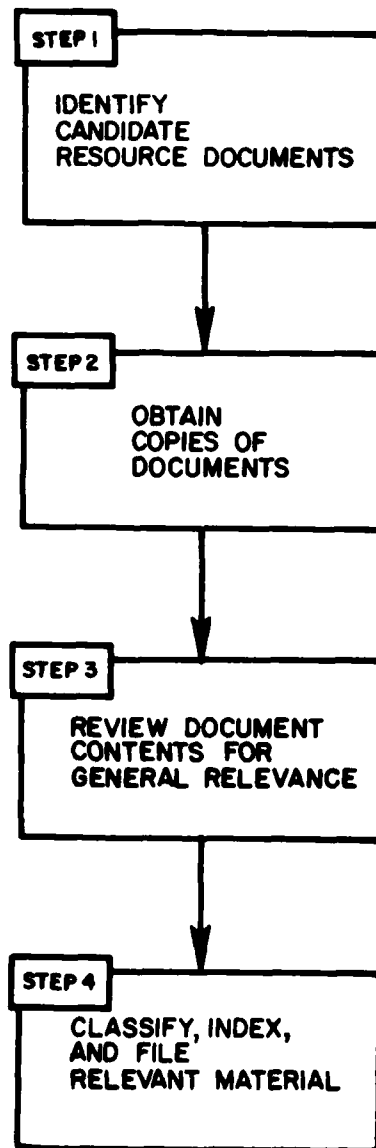 STEP 1
IDENTIFY
CANDIDATE
RESOURCE DOCUMENTS
STEP 2
OBTAIN
COPIES OF
DOCUMENTS
STEP 3
REVIEW DOCUMENT
CONTENTS FOR
GENERAL RELEVANCE
STEP 4
CLASSIFY, INDEX,
AND FILE
RELEVANT MATERIAL